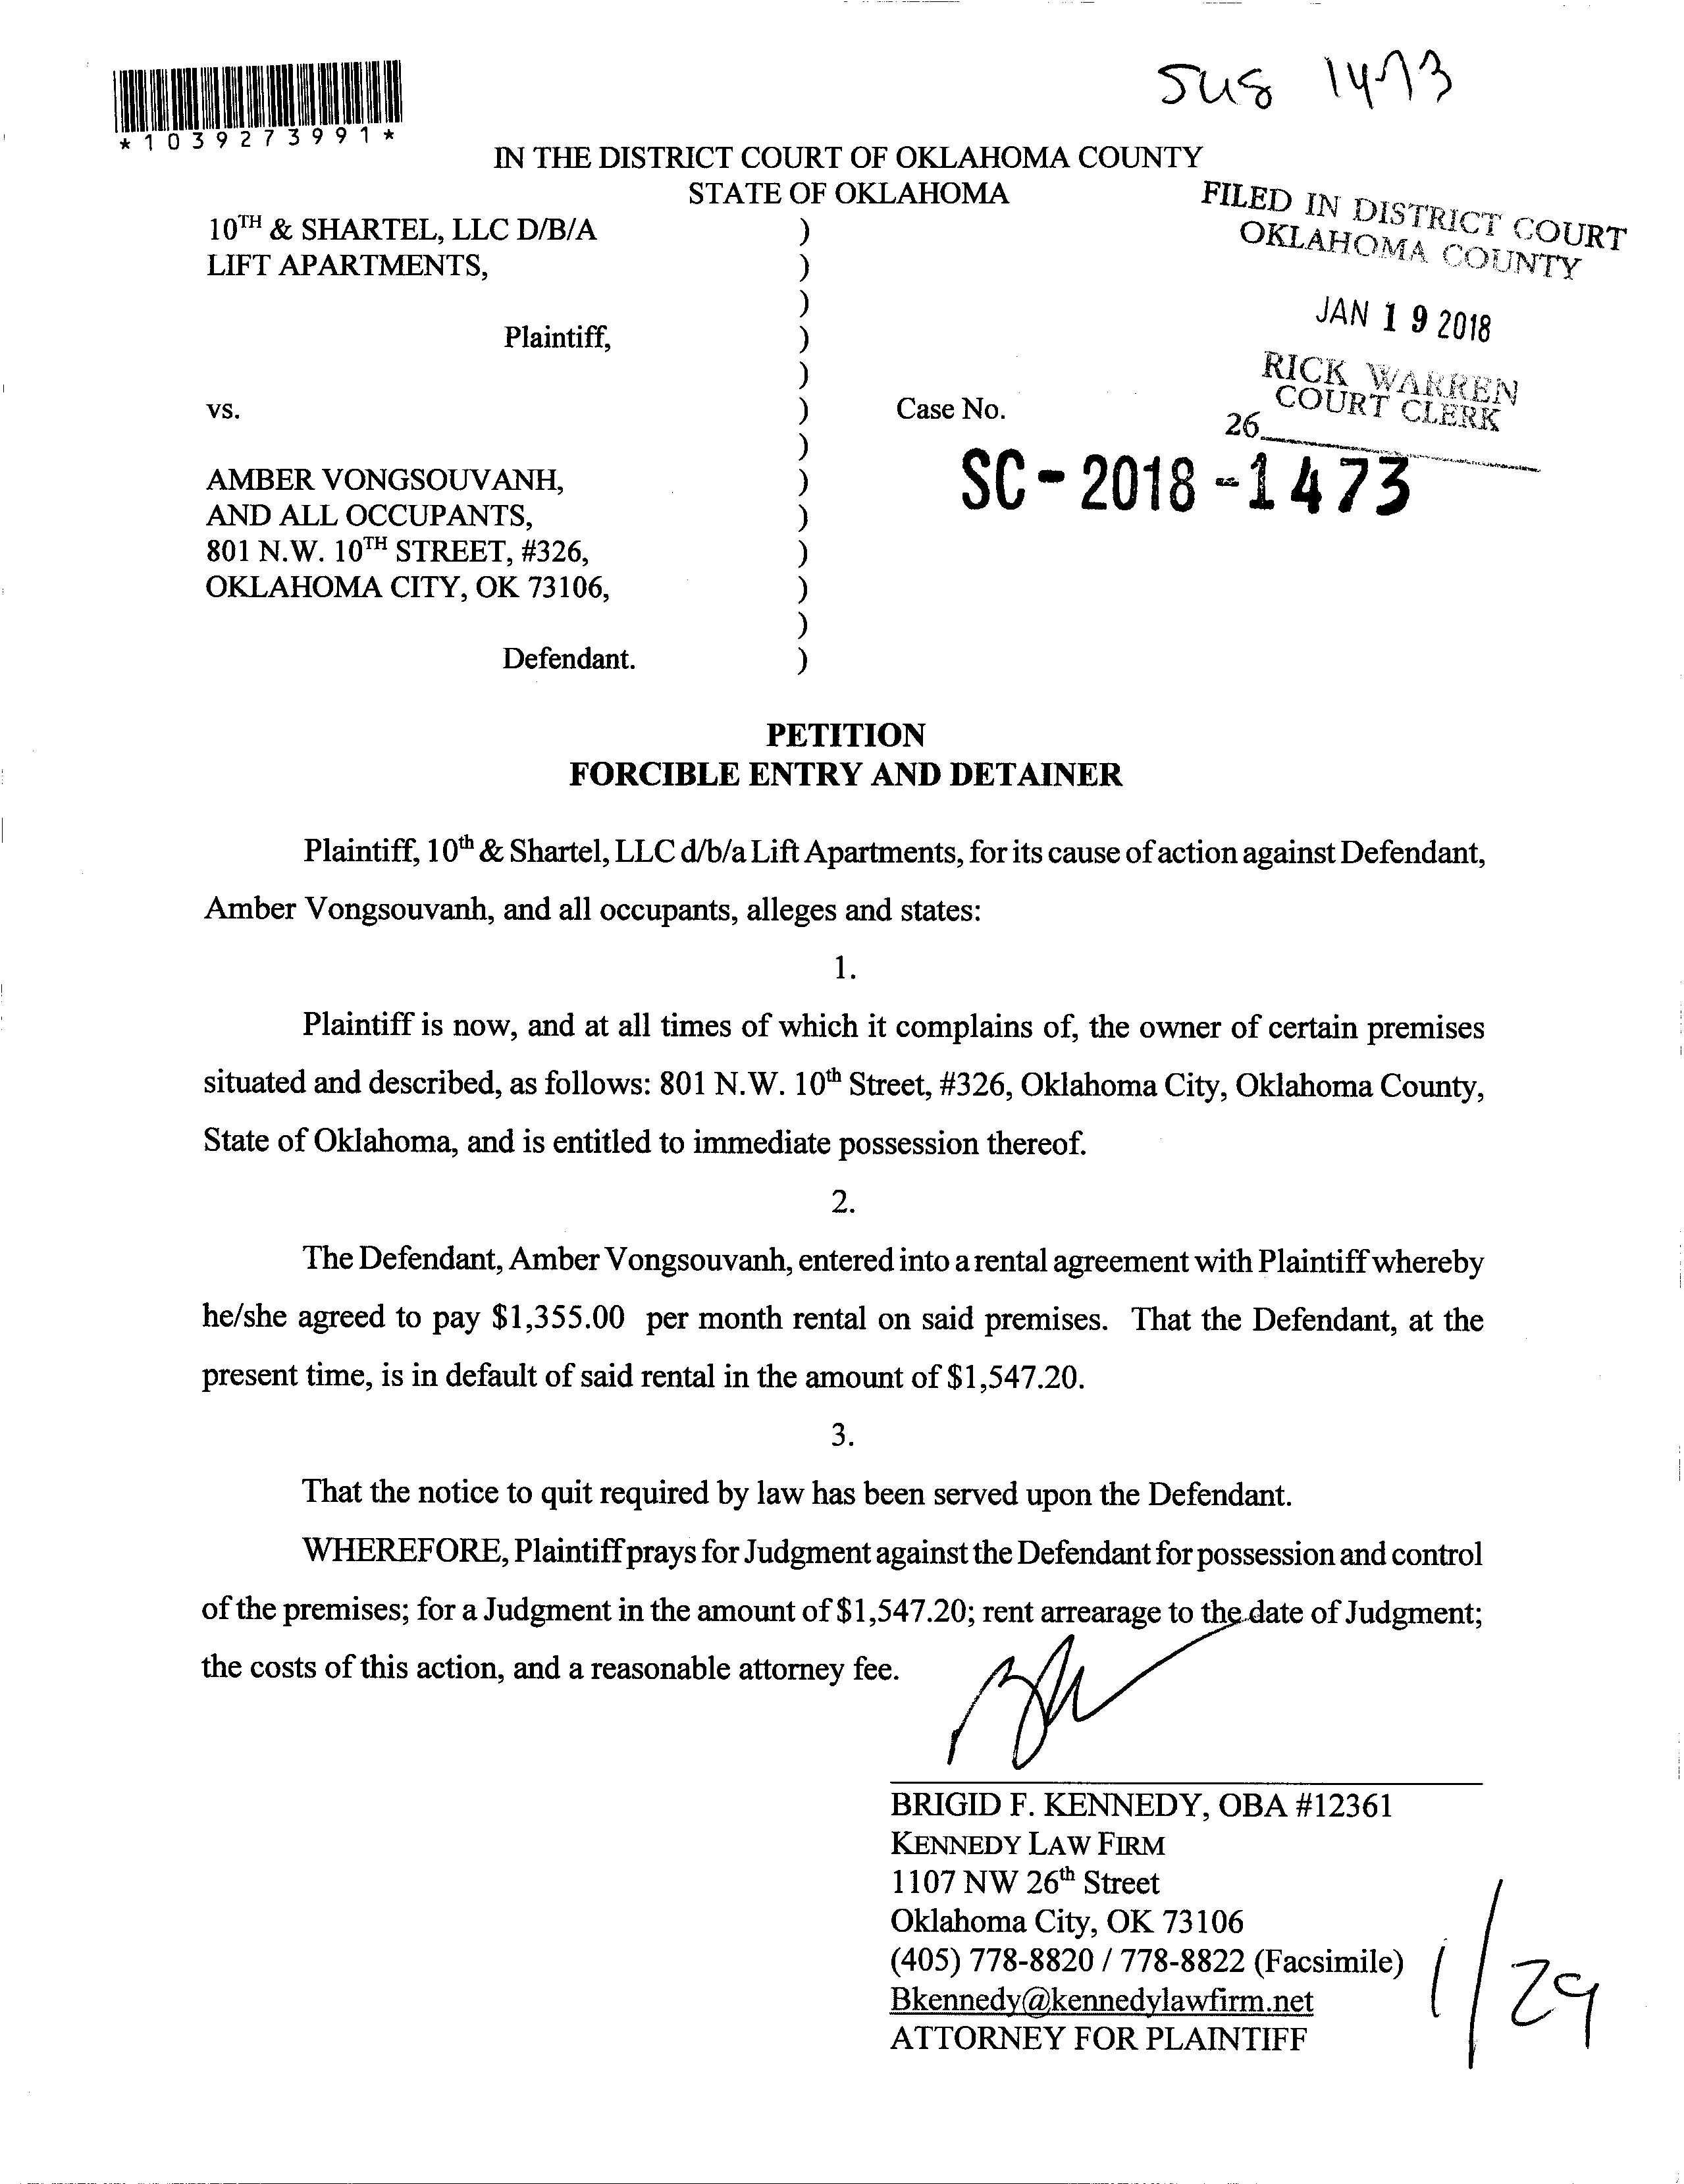 SUS 1473
*1039273991*
IN THE DISTRICT COURT OF OKLAHOMA COUNTY
STATE OF OKLAHOMA
FILED IN DISTRICT COURT
OKLAHOMA COUNTY
JAN 19 2018
RICK WARREN
COURT CLERK
26
10TH & SHARTEL, LLC D/B/A )
LIFT APARTMENTS, )
)
Plaintiff, )
)
vs. ) Case No.
)
SC-2018-1473
AMBER VONGSOUVANH, )
AND ALL OCCUPANTS, )
801 N.W. 10TH STREET, #326, )
OKLAHOMA CITY, OK 73106, )
)
Defendant. )
PETITION
FORCIBLE ENTRY AND DETAINER
Plaintiff, 10th & Shartel, LLC d/b/a Lift Apartments, for its cause of action against Defendant,
Amber Vongsouvanh, and all occupants, alleges and states:
1.
Plaintiff is now, and at all times of which it complains of, the owner of certain premises
situated and described, as follows: 801 N.W. 10th Street, #326, Oklahoma City, Oklahoma County,
State of Oklahoma, and is entitled to immediate possession thereof.
2.
The Defendant, Amber Vongsouvanh, entered into a rental agreement with Plaintiff whereby
he/she agreed to pay $1,355.00 per month rental on said premises. That the Defendant, at the
present time, is in default of said rental in the amount of $1,547.20.
3.
That the notice to quit required by law has been served upon the Defendant.
WHEREFORE, Plaintiff prays for Judgment against the Defendant for possession and control
of the premises; for a Judgment in the amount of $1,547.20; rent arrearage to the date of Judgment;
the costs of this action, and a reasonable attorney fee.
BRIGID F. KENNEDY, OBA #12361
KENNEDY LAW FIRM
1107 NW 26th Street
Oklahoma City, OK 73106
(405) 778-8820 / 778-8822 (Facsimile)
Bkennedy@kennedylawfirm.net
ATTORNEY FOR PLAINTIFF
1/29